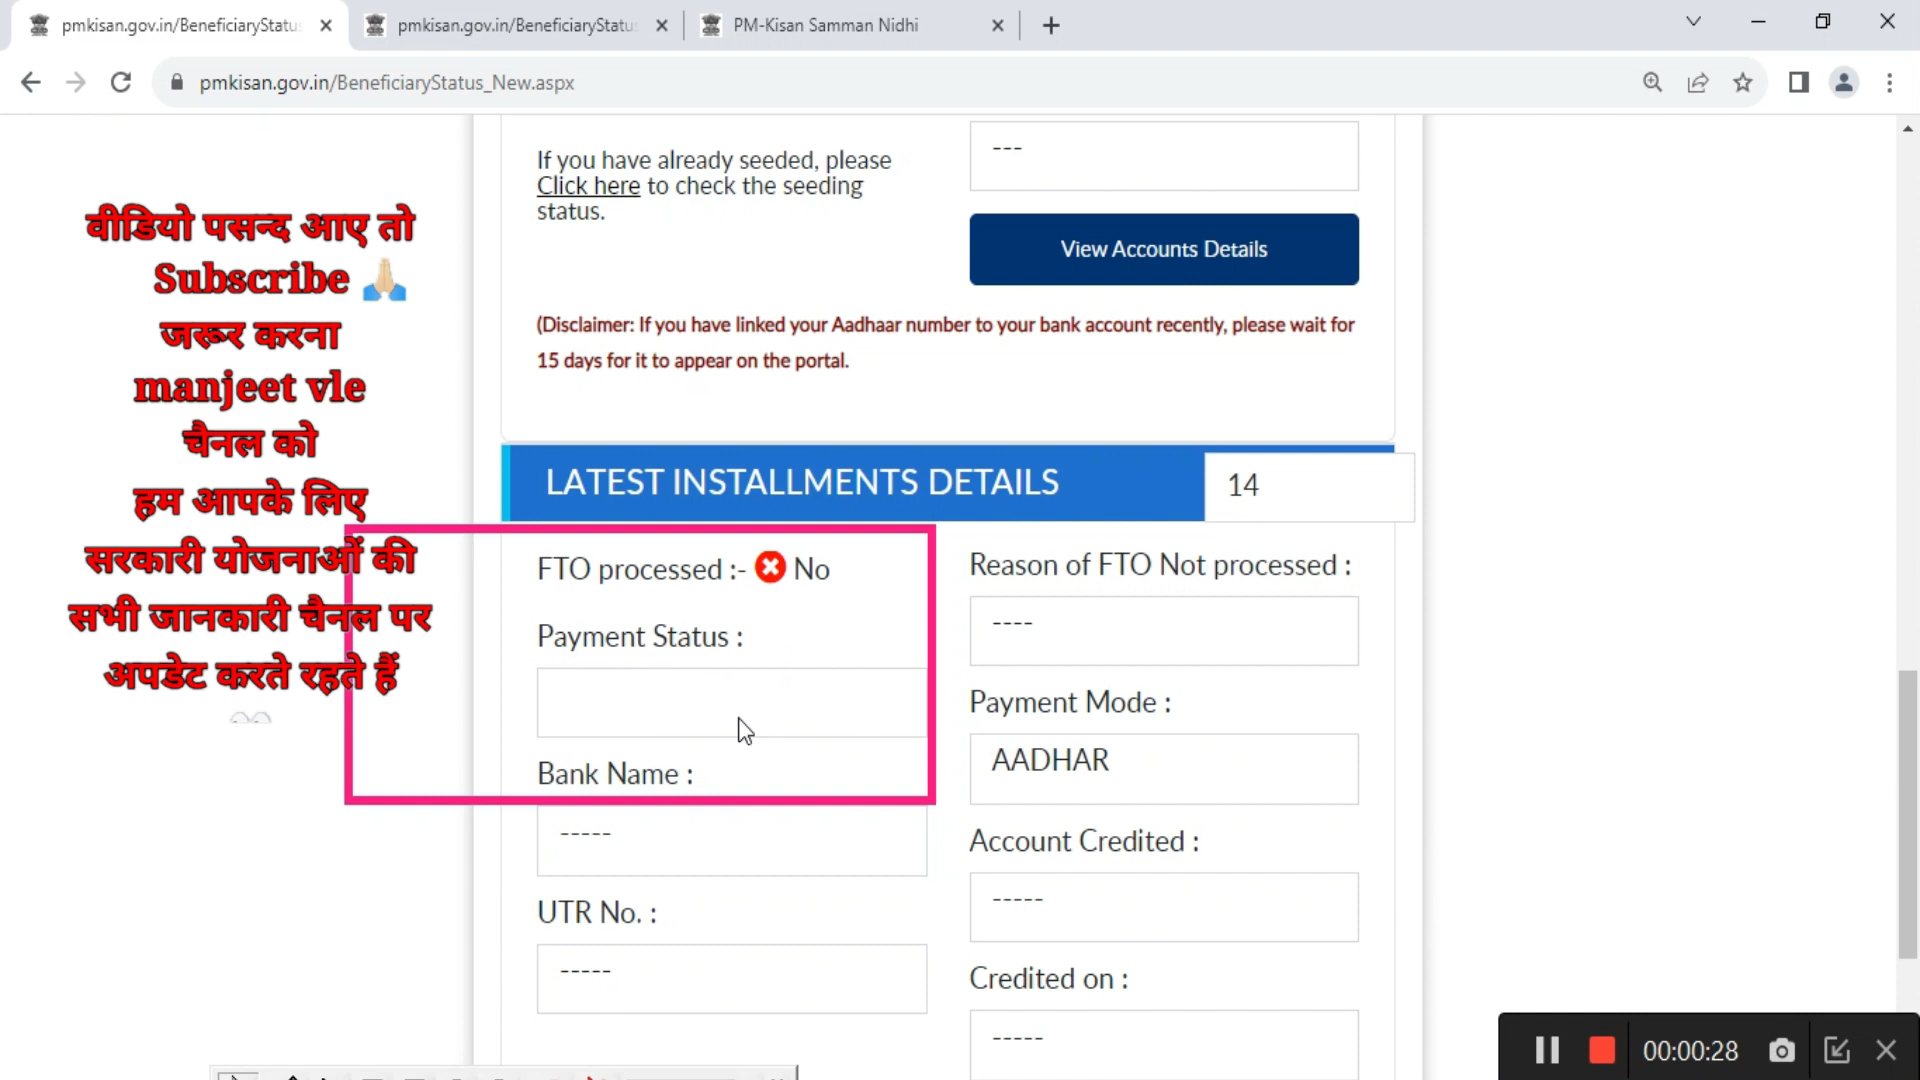 pmkisan.gov.in/BeneficiaryStatus
pmkisan.gov.in/BeneficiaryStatus
PM-Kisan Samman Nidhi
pmkisan.gov.in/BeneficiaryStatus_New.aspx
वीडियो पसन्द आए तो
Subscribe 🙏🏻
जरूर करना
manjeet vle
चैनल को
हम आपके लिए
सरकारी योजनाओं की
सभी जानकारी चैनल पर
अपडेट करते रहते हैं
If you have already seeded, please
Click here to check the seeding
status.
---
View Accounts Details
(Disclaimer: If you have linked your Aadhaar number to your bank account recently, please wait for
15 days for it to appear on the portal.
LATEST INSTALLMENTS DETAILS
14
FTO processed :- No
Reason of FTO Not processed :
----
Payment Status :
Payment Mode :
AADHAR
Bank Name :
-----
Account Credited :
-----
UTR No. :
-----
Credited on :
-----
00:00:28